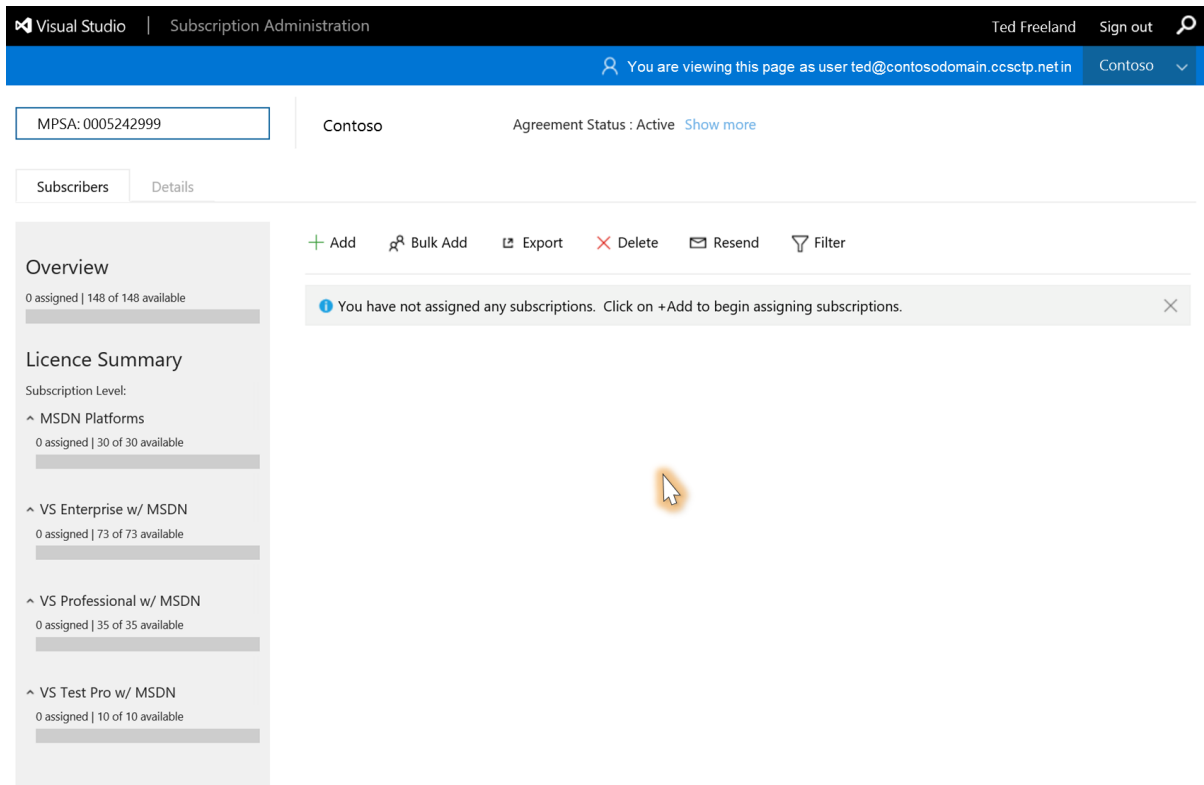 Visual Studio | Subscription Administration Ted Freeland Sign out
You are viewing this page as user ted@contosodomain.ccsctp.net in Contoso
MPSA: 0005242999 Contoso Agreement Status : Active Show more
Subscribers Details
+ Add Bulk Add Export Delete Resend Filter
You have not assigned any subscriptions. Click on +Add to begin assigning subscriptions.
Overview
0 assigned | 148 of 148 available
Licence Summary
Subscription Level:
MSDN Platforms
0 assigned | 30 of 30 available
VS Enterprise w/ MSDN
0 assigned | 73 of 73 available
VS Professional w/ MSDN
0 assigned | 35 of 35 available
VS Test Pro w/ MSDN
0 assigned | 10 of 10 available